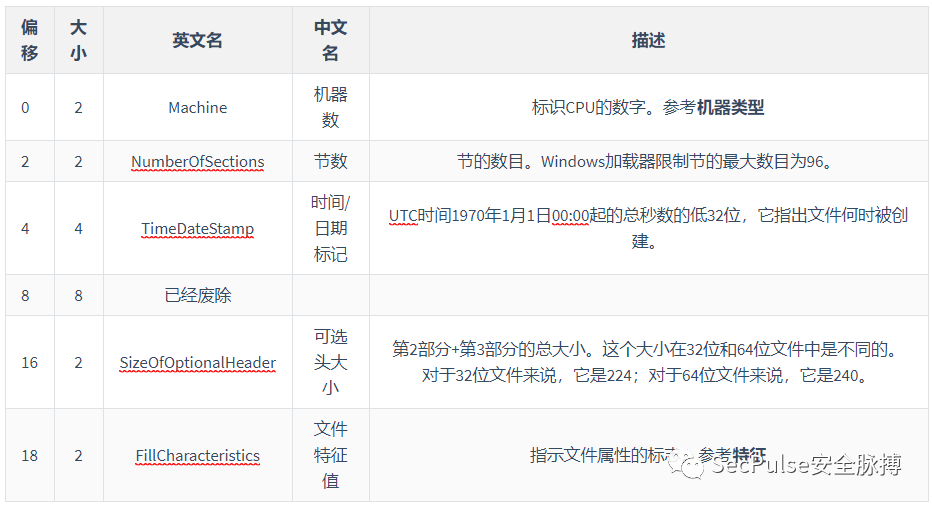 偏移 大小 英文名 中文名 描述
0 2 Machine 机器数 标识CPU的数字。参考机器类型
2 2 NumberOfSections 节数 节的数目。Windows加载器限制节的最大数目为96。
4 4 TimeDateStamp 时间/日期标记 UTC时间1970年1月1日00:00起的总秒数的低32位，它指出文件何时被创建。
8 8 已经废除
16 2 SizeOfOptionalHeader 可选头大小 第2部分+第3部分的总大小。这个大小在32位和64位文件中是不同的。
对于32位文件来说，它是224；对于64位文件来说，它是240。
18 2 FillCharacteristics 文件特征值 指示文件属性的标志。参考特征
SecPulse安全脉搏